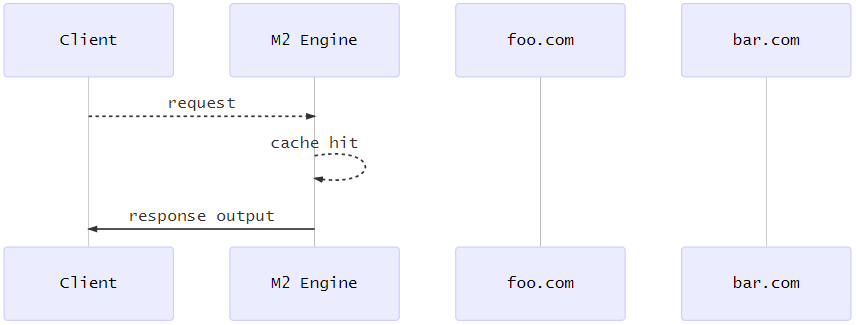 Client
M2 Engine
foo.com
bar.com
request
cache hit
response output
Client
M2 Engine
foo.com
bar.com